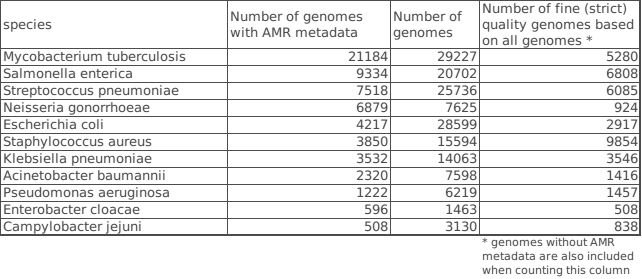 species
Number of genomes
with AMR metadata
Number of
genomes
Number of fine (strict)
quality genomes based
on all genomes *
Mycobacterium tuberculosis 21184 29227 5280
Salmonella enterica 9334 20702 6808
Streptococcus pneumoniae 7518 25736 6085
Neisseria gonorrhoeae 6879 7625 924
Escherichia coli 4217 28599 2917
Staphylococcus aureus 3850 15594 9854
Klebsiella pneumoniae 3532 14063 3546
Acinetobacter baumannii 2320 7598 1416
Pseudomonas aeruginosa 1222 6219 1457
Enterobacter cloacae 596 1463 508
Campylobacter jejuni 508 3130 838
* genomes without AMR
metadata are also included
when counting this column